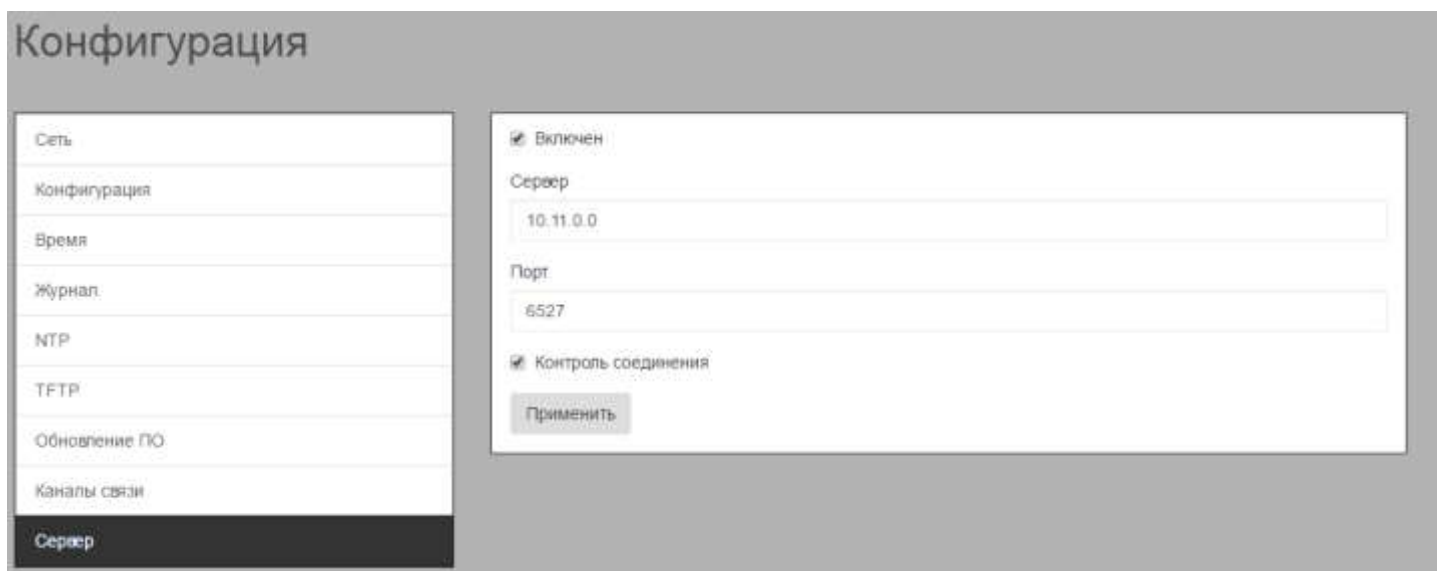 Конфигурация
Сеть
Конфигурация
Время
Журнал
NTP
TFTP
Обновление ПО
Каналы связи
Сервер
Включен
Сервер
10.11.0.0
Порт
6527
Контроль соединения
Применить